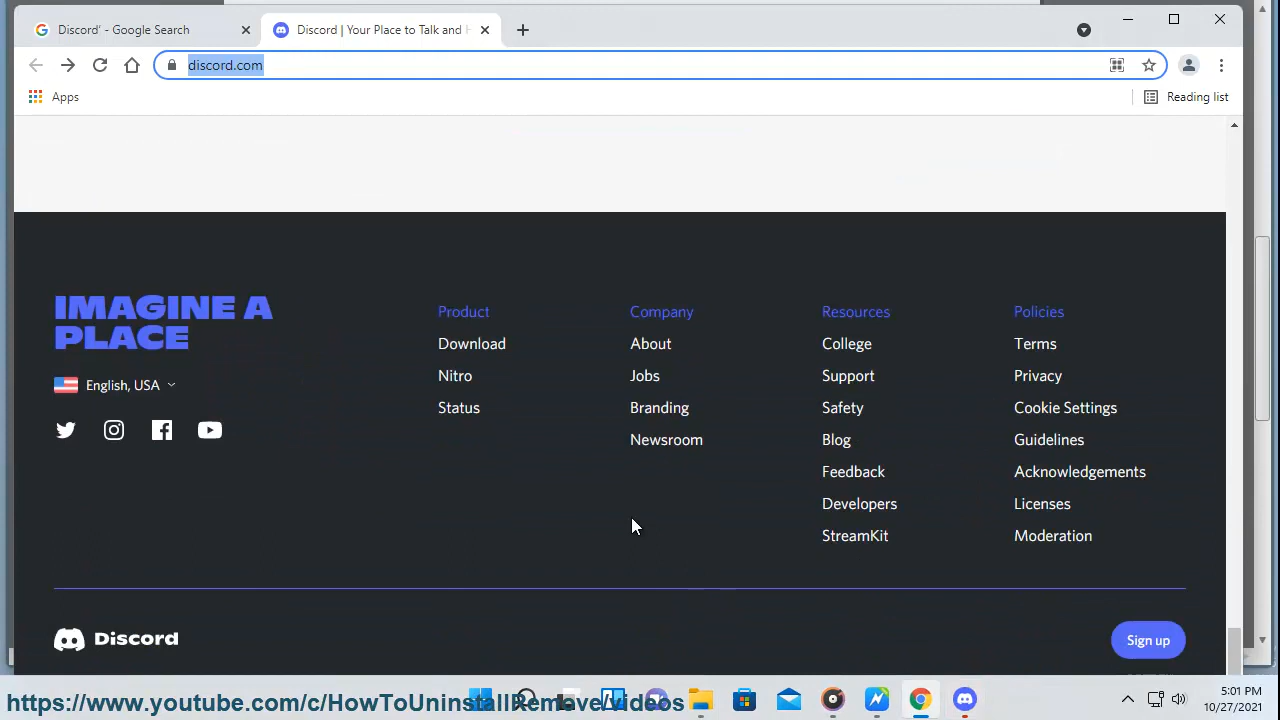 Discord' - Google Search
Discord | Your Place to Talk and H
discord.com
Apps
Reading list
IMAGINE A
PLACE
English, USA
Product
Download
Nitro
Status
Company
About
Jobs
Branding
Newsroom
Resources
College
Support
Safety
Blog
Feedback
Developers
StreamKit
Policies
Terms
Privacy
Cookie Settings
Guidelines
Acknowledgements
Licenses
Moderation
Discord
Sign up
https://www.youtube.com/c/HowToUninstallRemove/videos
5:01 PM
10/27/2021